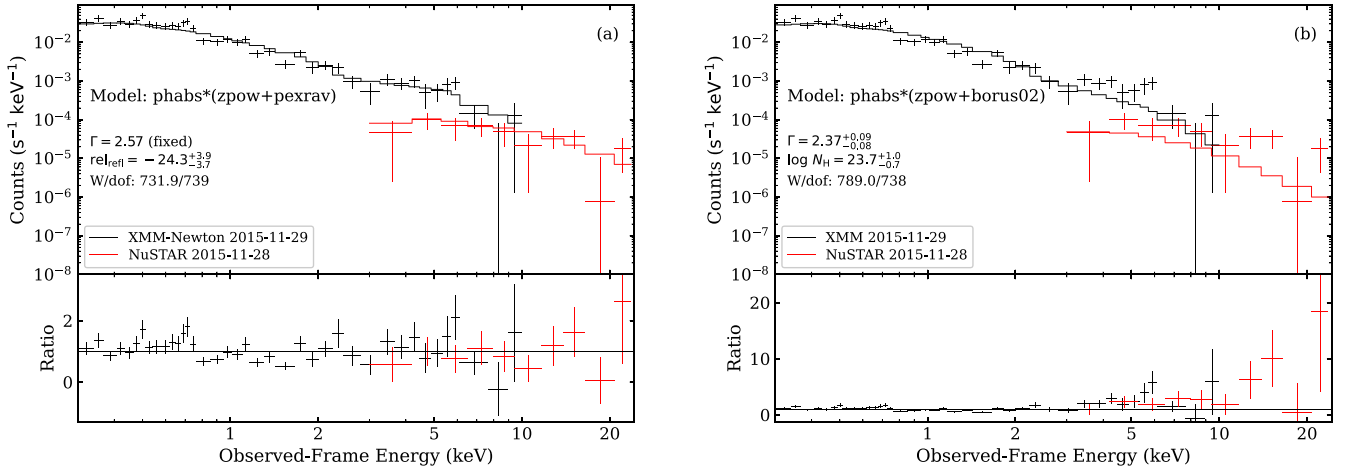 (a)
10⁻²
10⁻³
10⁻⁴
10⁻⁵
10⁻⁶
10⁻⁷
10⁻⁸
Counts (s⁻¹ keV⁻¹)
Model: phabs*(zpow+pexrav)
Γ = 2.57 (fixed)
rel_refl = −24.3 +3.9 −3.7
W/dof: 731.9/739
XMM-Newton 2015-11-29
NuSTAR 2015-11-28
2
0
Ratio
1 2 5 10 20
Observed-Frame Energy (keV)
(b)
10⁻²
10⁻³
10⁻⁴
10⁻⁵
10⁻⁶
10⁻⁷
10⁻⁸
Counts (s⁻¹ keV⁻¹)
Model: phabs*(zpow+borus02)
Γ = 2.37 +0.09 −0.08
log N_H = 23.7 +1.0 −0.7
W/dof: 789.0/738
XMM 2015-11-29
NuSTAR 2015-11-28
20
10
0
Ratio
1 2 5 10 20
Observed-Frame Energy (keV)